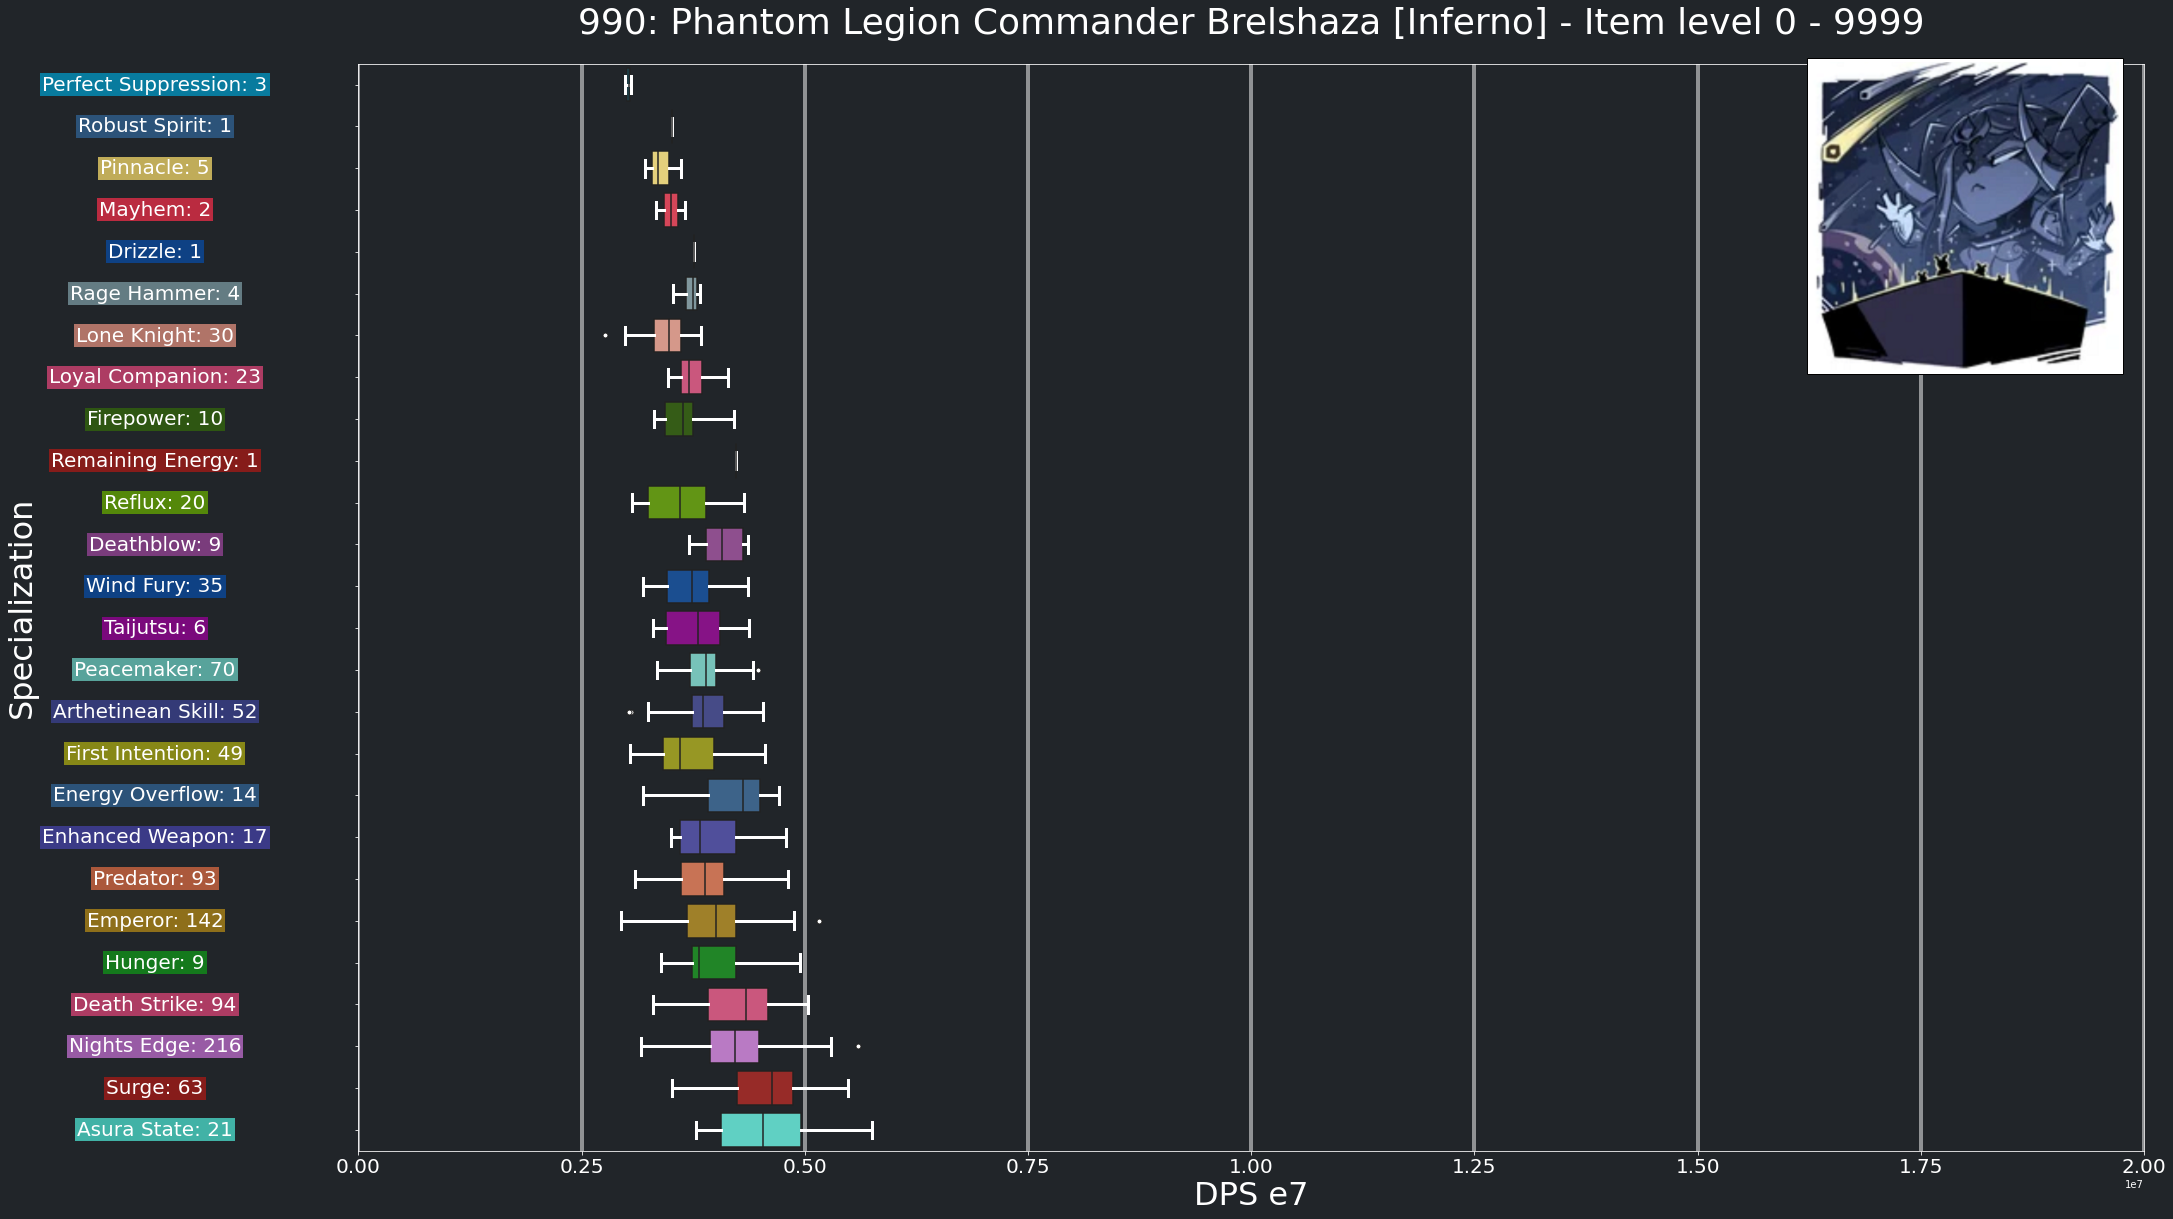 990: Phantom Legion Commander Brelshaza [Inferno] - Item level 0 - 9999
Specialization
Perfect Suppression: 3
Robust Spirit: 1
Pinnacle: 5
Mayhem: 2
Drizzle: 1
Rage Hammer: 4
Lone Knight: 30
Loyal Companion: 23
Firepower: 10
Remaining Energy: 1
Reflux: 20
Deathblow: 9
Wind Fury: 35
Taijutsu: 6
Peacemaker: 70
Arthetinean Skill: 52
First Intention: 49
Energy Overflow: 14
Enhanced Weapon: 17
Predator: 93
Emperor: 142
Hunger: 9
Death Strike: 94
Nights Edge: 216
Surge: 63
Asura State: 21
0.00 0.25 0.50 0.75 1.00 1.25 1.50 1.75 2.00
1e7
DPS e7